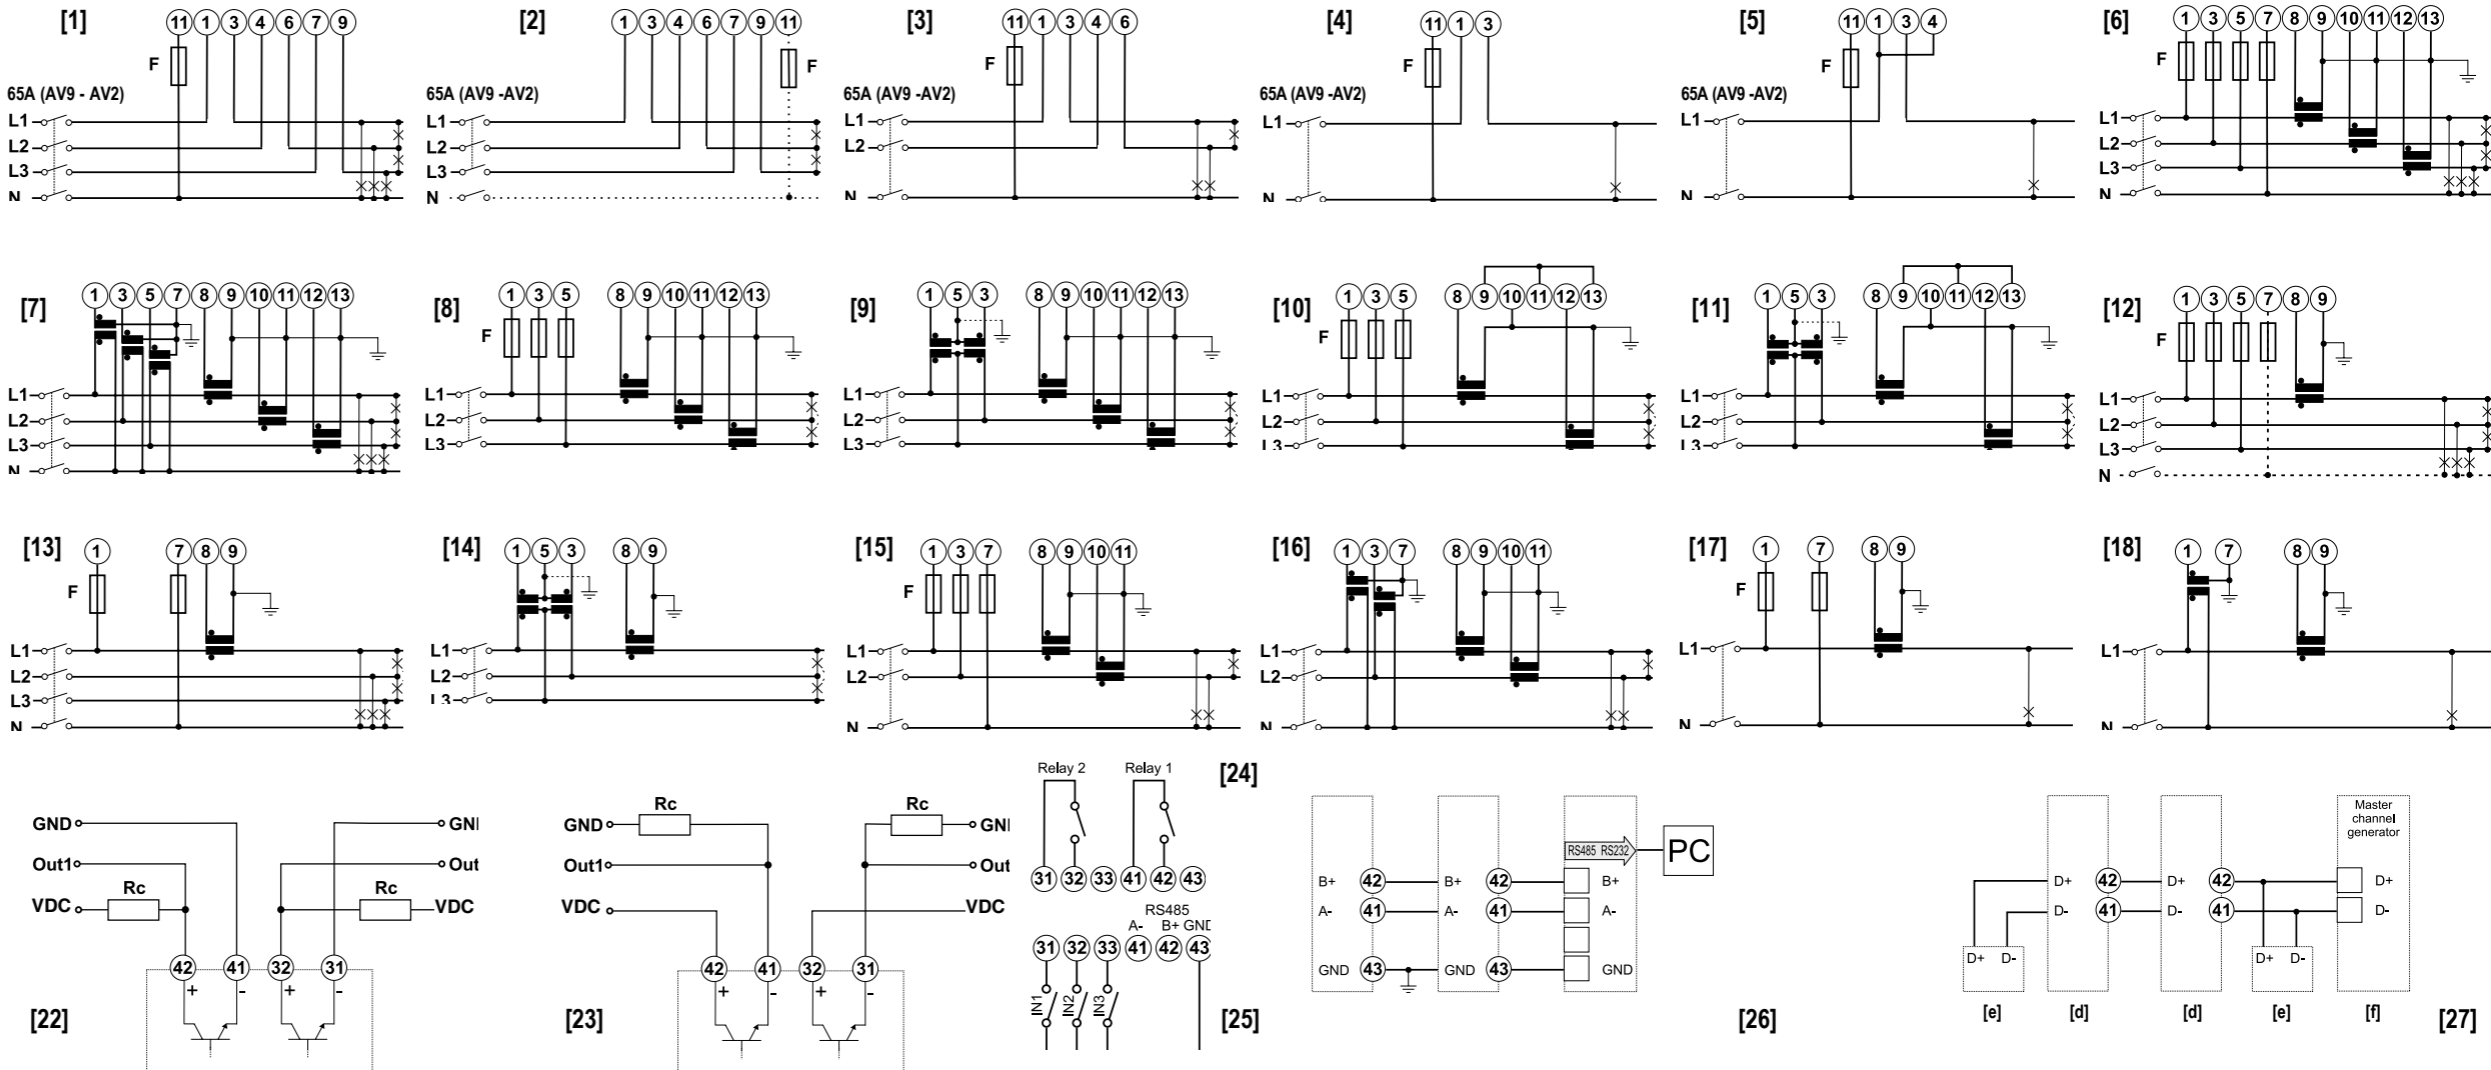 [1] 11 1 3 4 6 7 9
F
65A (AV9 - AV2)
L1
L2
L3
N
[2] 1 3 4 6 7 9 11
F
65A (AV9 -AV2)
L1
L2
L3
N
[3] 11 1 3 4 6
F
65A (AV9 -AV2)
L1
L2
N
[4] 11 1 3
F
65A (AV9 -AV2)
L1
N
[5] 11 1 3 4
F
65A (AV9 -AV2)
L1
N
[6] 1 3 5 7 8 9 10 11 12 13
F
L1
L2
L3
N
[7] 1 3 5 7 8 9 10 11 12 13
L1
L2
L3
N
[8] 1 3 5 8 9 10 11 12 13
F
L1
L2
L3
[9] 1 5 3 8 9 10 11 12 13
L1
L2
L3
[10] 1 3 5 8 9 10 11 12 13
F
L1
L2
L3
[11] 1 5 3 8 9 10 11 12 13
L1
L2
L3
[12] 1 3 5 7 8 9
F
L1
L2
L3
N
[13] 1 7 8 9
F
L1
L2
L3
N
[14] 1 5 3 8 9
L1
L2
L3
[15] 1 3 7 8 9 10 11
F
L1
L2
N
[16] 1 3 7 8 9 10 11
L1
L2
N
[17] 1 7 8 9
F
L1
N
[18] 1 7 8 9
L1
N
GND Rc
Out1 Out
VDC Rc VDC
42 41 32 31
+ - + -
[22]
Rc Rc
GND
Out1 Out
VDC VDC
42 41 32 31
+ - + -
[23]
Relay 2 Relay 1
31 32 33 41 42 43
[24]
RS485
A- B+ GND
31 32 33 41 42 43
IN1 IN2 IN3
[25]
RS485 RS232 PC
B+ 42 B+ 42 B+
A- 41 A- 41 A-
GND 43 GND 43 GND
[26]
Master
channel
generator
D+ 42 D+ 42 D+
D- 41 D- 41 D-
D+ D- D+ D-
[e] [d] [d] [e] [f]
[27]